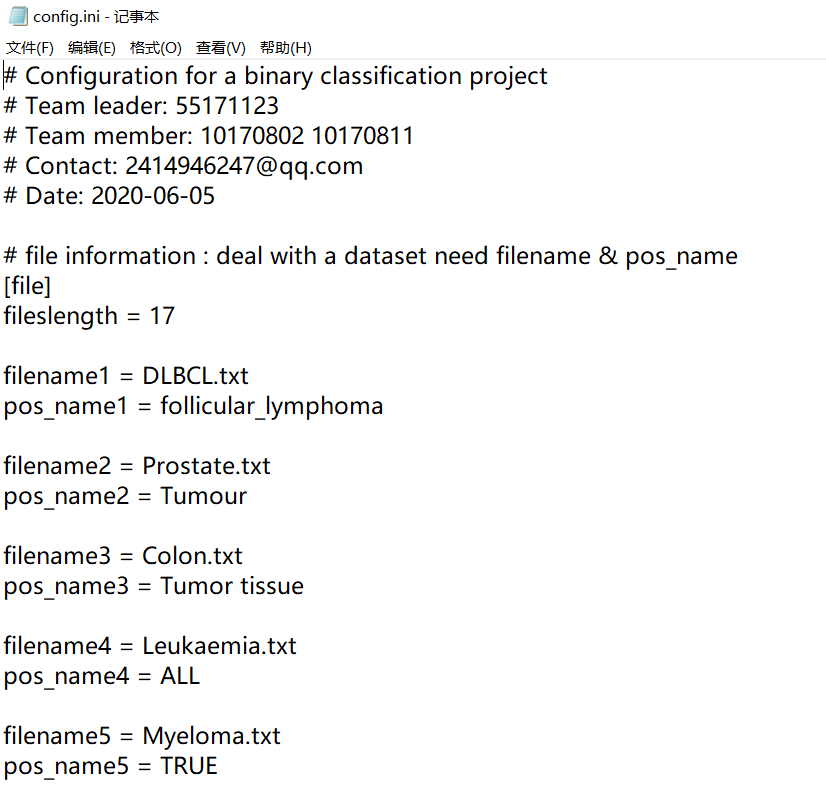 config.ini - 记事本
文件(F) 编辑(E) 格式(O) 查看(V) 帮助(H)
# Configuration for a binary classification project
# Team leader: 55171123
# Team member: 10170802 10170811
# Contact: 2414946247@qq.com
# Date: 2020-06-05
# file information : deal with a dataset need filename & pos_name
[file]
fileslength = 17
filename1 = DLBCL.txt
pos_name1 = follicular_lymphoma
filename2 = Prostate.txt
pos_name2 = Tumour
filename3 = Colon.txt
pos_name3 = Tumor tissue
filename4 = Leukaemia.txt
pos_name4 = ALL
filename5 = Myeloma.txt
pos_name5 = TRUE